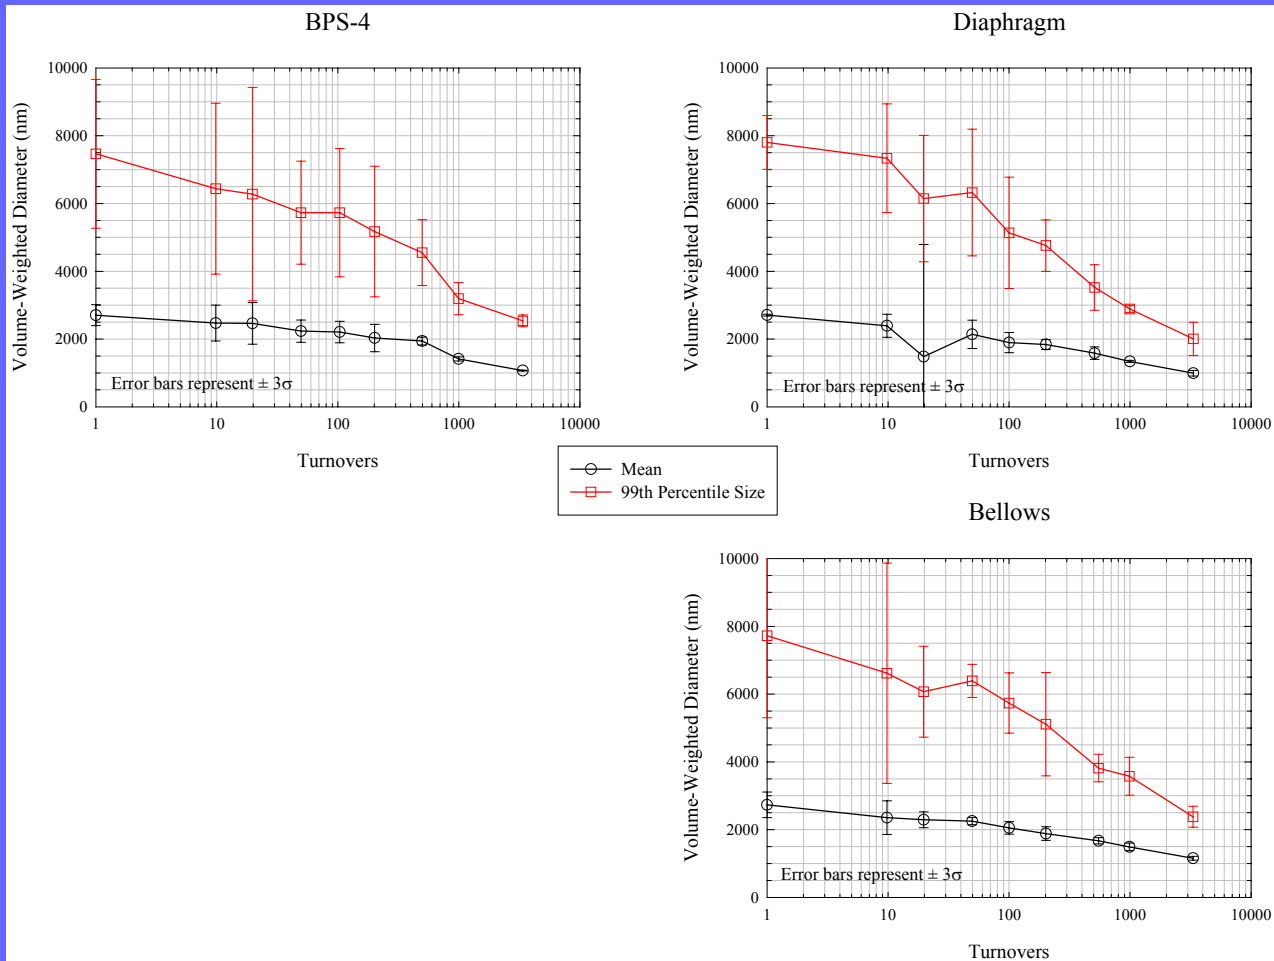 BPS-4
Diaphragm
Volume-Weighted Diameter (nm)
10000
8000
6000
4000
2000
0
Error bars represent ± 3σ
1
10
100
1000
10000
Turnovers
Volume-Weighted Diameter (nm)
10000
8000
6000
4000
2000
0
Error bars represent ± 3σ
1
10
100
1000
10000
Turnovers
Mean
99th Percentile Size
Bellows
Volume-Weighted Diameter (nm)
10000
8000
6000
4000
2000
0
Error bars represent ± 3σ
1
10
100
1000
10000
Turnovers